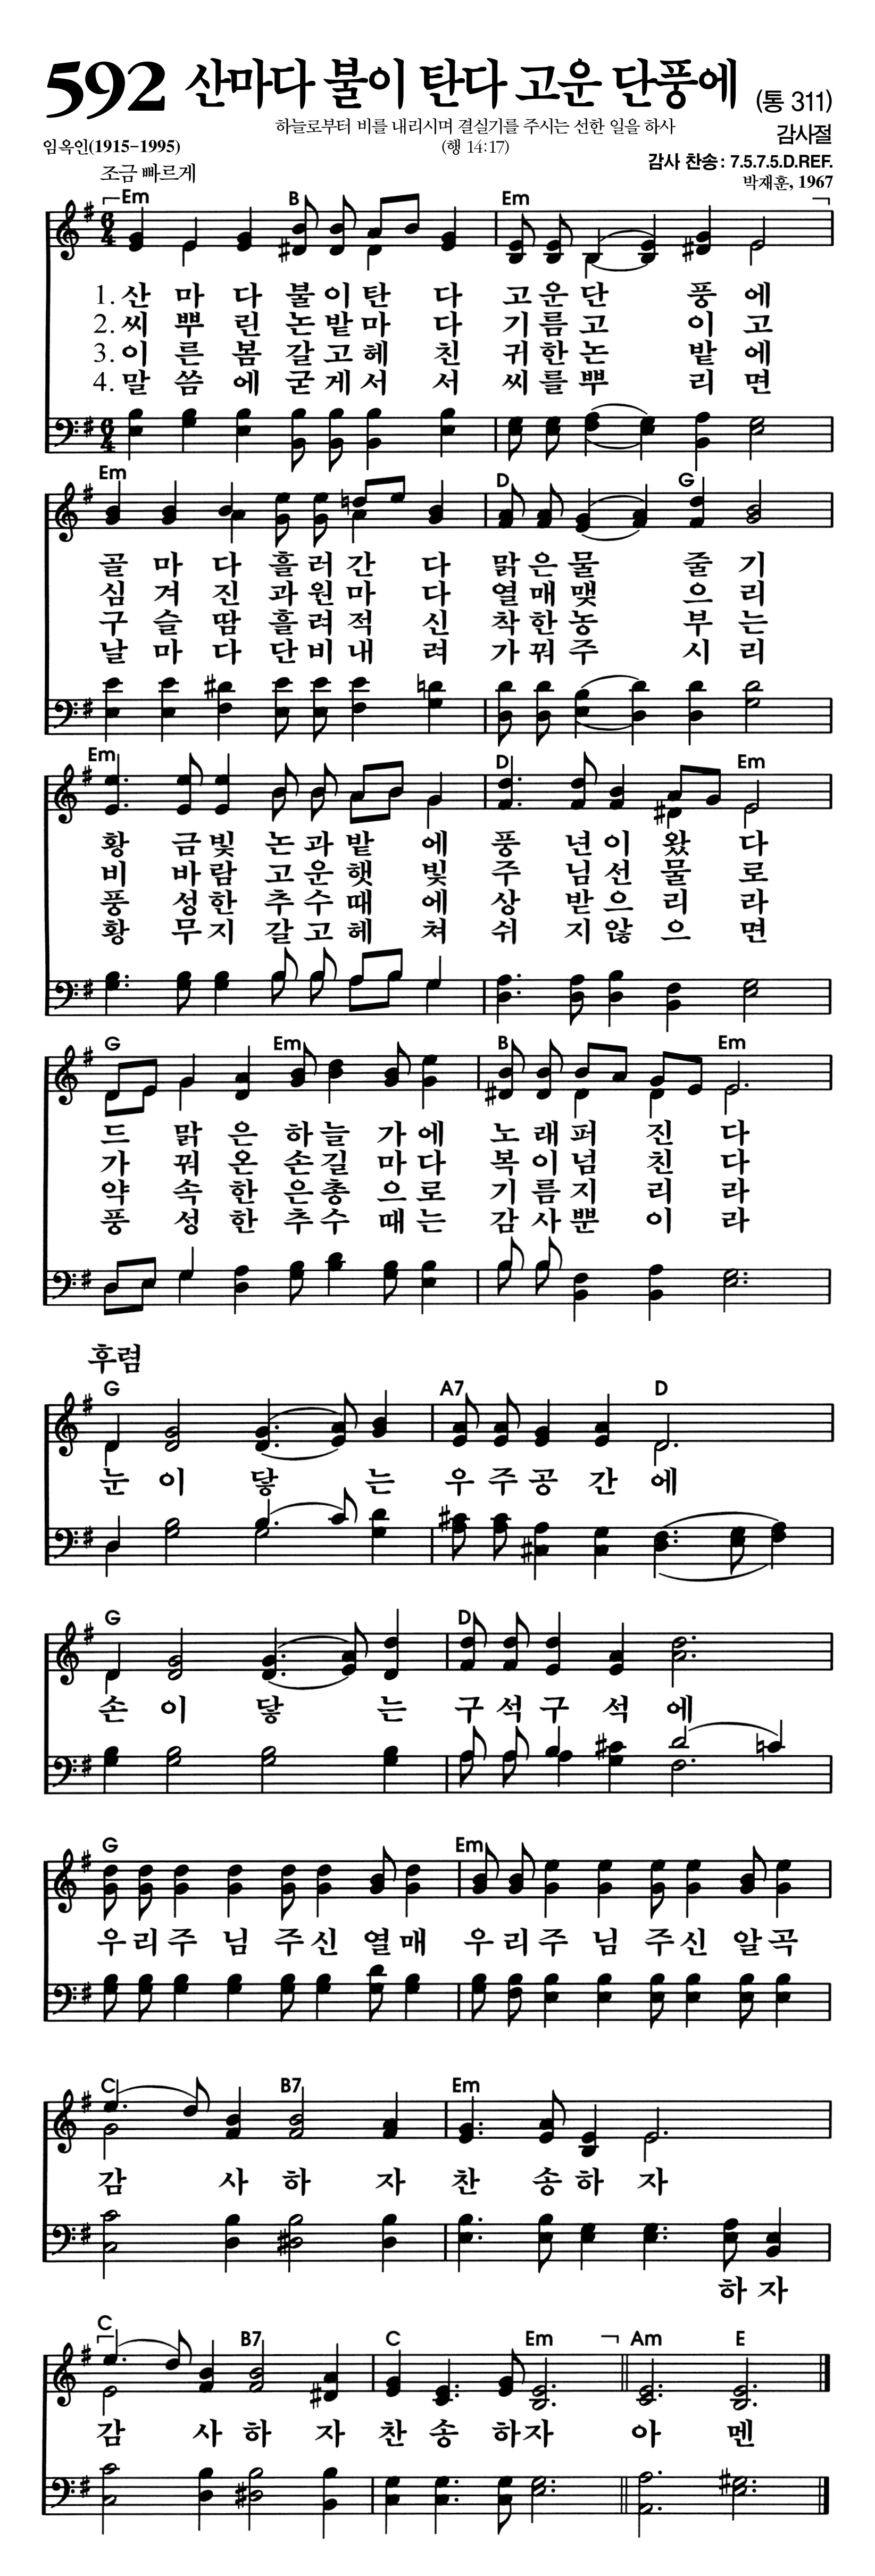 592 산마다 불이 탄다 고운 단풍에 (통 311)
하늘로부터 비를 내리시며 결실기를 주시는 선한 일을 하사
(행 14:17)
감사절
임옥인(1915-1995)
감사 찬송: 7.5.7.5.D.REF.
조금 빠르게
박재훈, 1967
Em B Em
6 4
1. 산 마 다 불 이 탄 다 고 운 단 풍 에
2. 씨 뿌 린 논 밭 마 다 기 름 고 이 고
3. 이 른 봄 갈 고 헤 친 귀 한 논 밭 에
4. 말 씀 에 굳 게 서 서 씨 를 뿌 리 면
6 4
Em D G
골 마 다 흘 러 간 다 맑 은 물 줄 기
심 겨 진 과 원 마 다 열 매 맺 으 리
구 슬 땀 흘 려 적 신 착 한 농 부 는
날 마 다 단 비 내 려 가 꿔 주 시 리
Em D Em
황 금 빛 논 과 밭 에 풍 년 이 왔 다
비 바 람 고 운 햇 빛 주 님 선 물 로
풍 성 한 추 수 때 에 상 받 으 리 라
황 무 지 갈 고 헤 쳐 쉬 지 않 으 면
G Em B Em
드 맑 은 하 늘 가 에 노 래 퍼 진 다
가 꿔 온 손 길 마 다 복 이 넘 친 다
약 속 한 은 총 으 로 기 름 지 리 라
풍 성 한 추 수 때 는 감 사 뿐 이 라
후렴
G A7 D
눈 이 닿 는 우 주 공 간 에
G D
손 이 닿 는 구 석 구 석 에
G Em
우 리 주 님 주 신 열 매 우 리 주 님 주 신 알 곡
C B7 Em
감 사 하 자 찬 송 하 자
하 자
C B7 C Em Am E
감 사 하 자 찬 송 하 자 아 멘